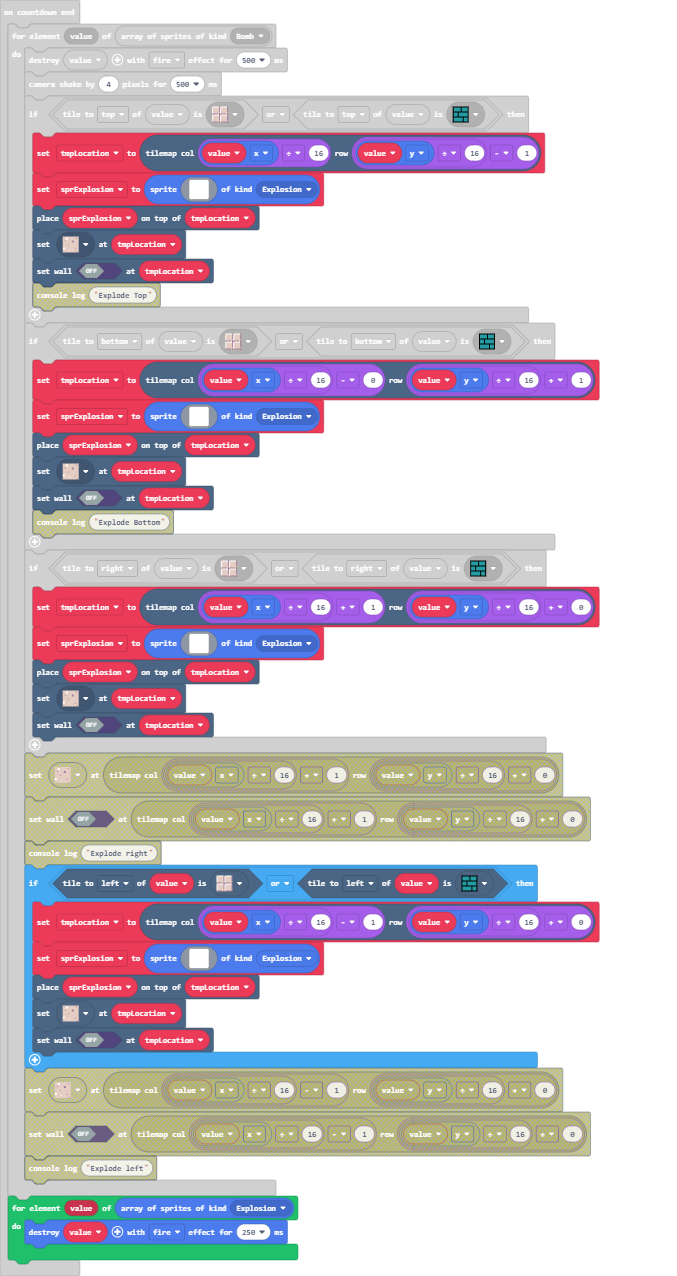 on countdown end
for element value of array of sprites of kind Bomb
do destroy value + with fire effect for 500 ms
camera shake by 4 pixels for 500 ms
if tile to top of value is or tile to top of value is then
set tmpLocation to tilemap col value x ÷ 16 row value y ÷ 16 - 1
set sprExplosion to sprite of kind Explosion
place sprExplosion on top of tmpLocation
set at tmpLocation
set wall OFF at tmpLocation
console log "Explode Top"
+
if tile to bottom of value is or tile to bottom of value is then
set tmpLocation to tilemap col value x ÷ 16 - 0 row value y ÷ 16 + 1
set sprExplosion to sprite of kind Explosion
place sprExplosion on top of tmpLocation
set at tmpLocation
set wall OFF at tmpLocation
console log "Explode Bottom"
+
if tile to right of value is or tile to right of value is then
set tmpLocation to tilemap col value x ÷ 16 + 1 row value y ÷ 16 + 0
set sprExplosion to sprite of kind Explosion
place sprExplosion on top of tmpLocation
set at tmpLocation
set wall OFF at tmpLocation
+
set at tilemap col value x ÷ 16 + 1 row value y ÷ 16 + 0
set wall OFF at tilemap col value x ÷ 16 + 1 row value y ÷ 16 + 0
console log "Explode right"
if tile to left of value is or tile to left of value is then
set tmpLocation to tilemap col value x ÷ 16 - 1 row value y ÷ 16 + 0
set sprExplosion to sprite of kind Explosion
place sprExplosion on top of tmpLocation
set at tmpLocation
set wall OFF at tmpLocation
+
set at tilemap col value x ÷ 16 - 1 row value y ÷ 16 + 0
set wall OFF at tilemap col value x ÷ 16 - 1 row value y ÷ 16 + 0
console log "Explode left"
for element value of array of sprites of kind Explosion
do destroy value + with fire effect for 250 ms